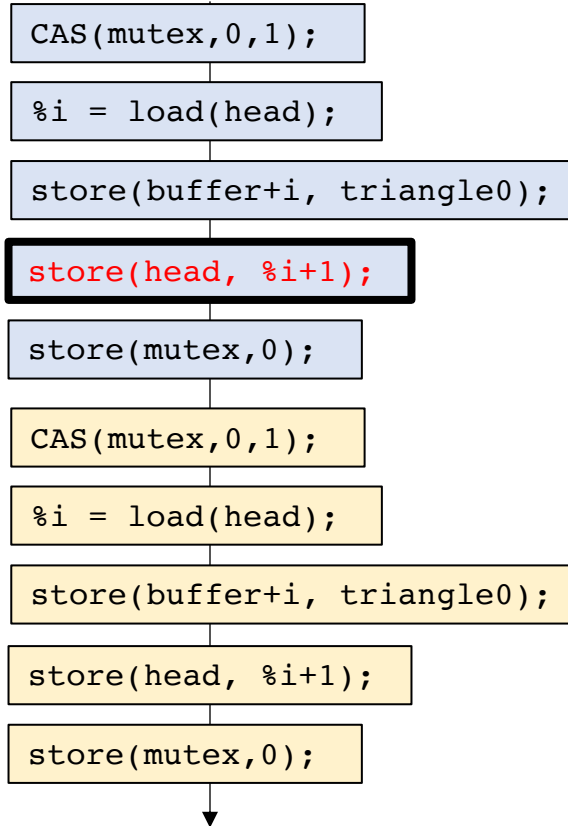 CAS(mutex,0,1);
%i = load(head);
store(buffer+i, triangle0);
store(head, %i+1);
store(mutex,0);
CAS(mutex,0,1);
%i = load(head);
store(buffer+i, triangle0);
store(head, %i+1);
store(mutex,0);